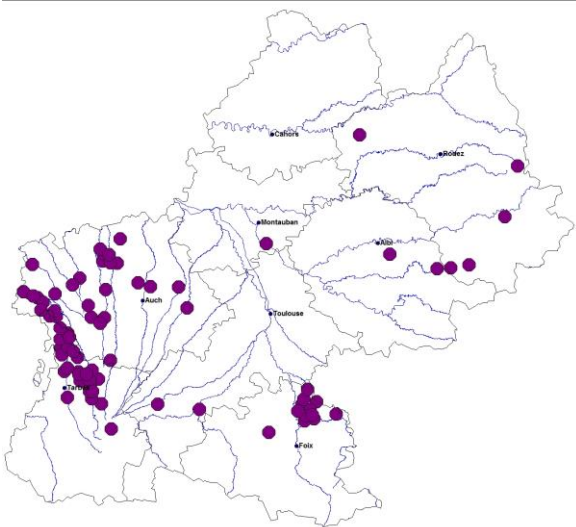 Cahors
Rodez
Montauban
Albi
Auch
Toulouse
Tarbes
Foix